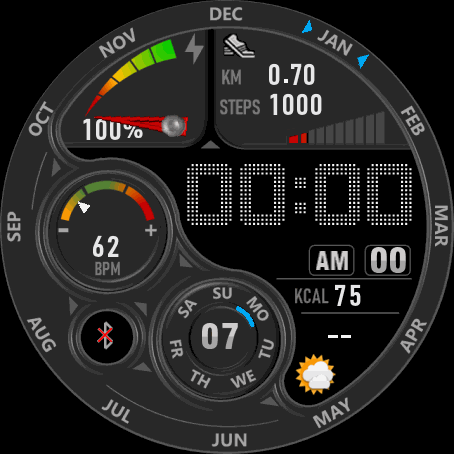 DEC
NOV
JAN
OCT
FEB
KM 0.70
STEPS 1000
100%
00:00
SEP
MAR
62
BPM
AM 00
KCAL 75
--
SU
SA
MO
07
FR
TU
TH
WE
AUG
APR
JUL
MAY
JUN